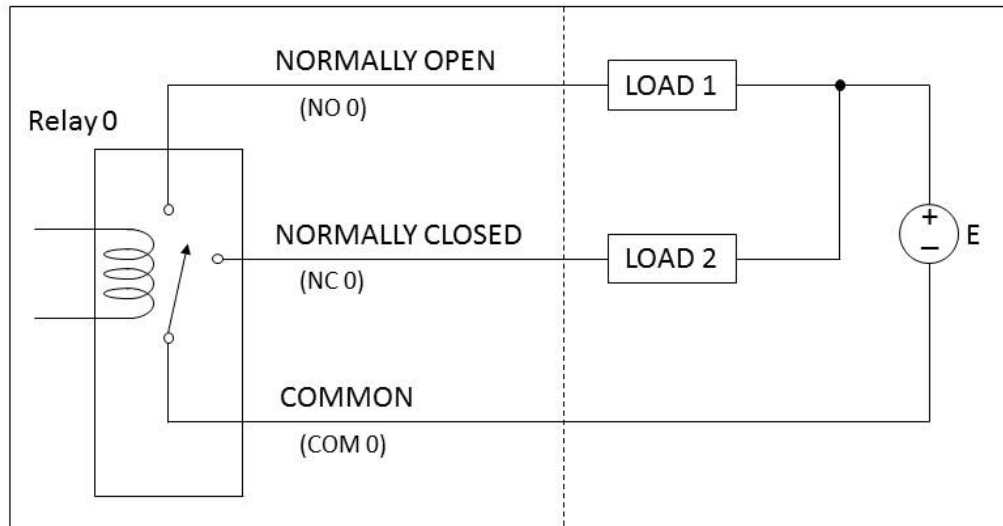 NORMALLY OPEN
(NO 0)
LOAD 1
Relay 0
NORMALLY CLOSED
(NC 0)
LOAD 2
+
–
E
COMMON
(COM 0)